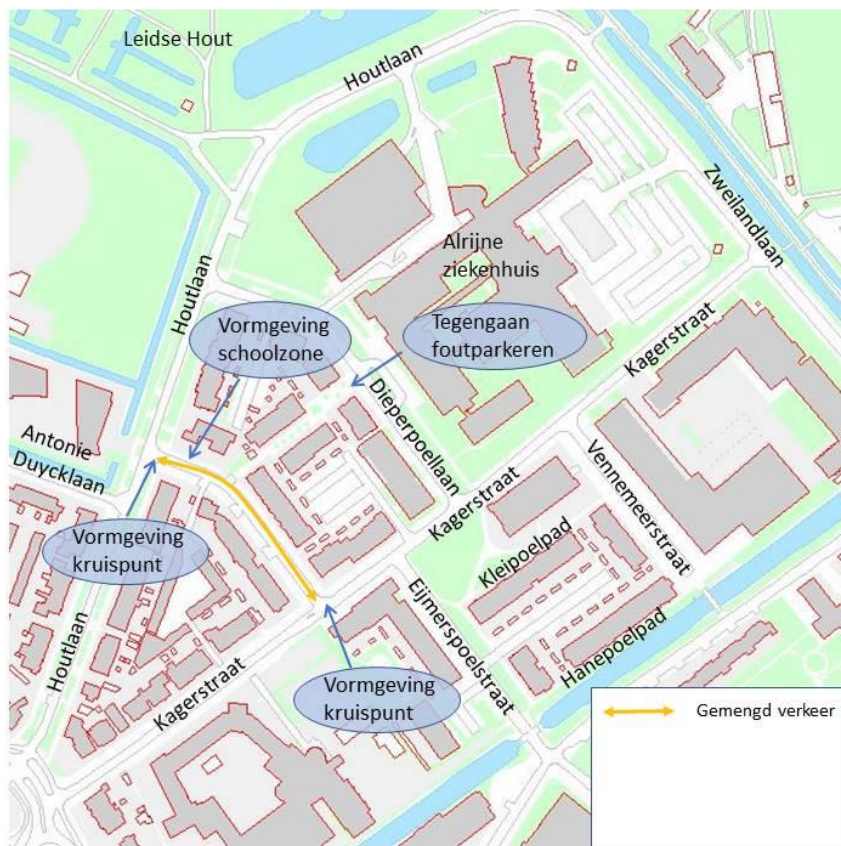 Leidse Hout
Houtlaan
Zweilandlaan
Alrijne
ziekenhuis
Houtlaan
Vormgeving
schoolzone
Tegengaan
foutparkeren
Kagerstraat
Dieperpoellaan
Antonie
Duycklaan
Vennemeerstraat
Kagerstraat
Vormgeving
kruispunt
Kleipoelpad
Eijmerspoelstraat
Hanepoelpad
Houtlaan
Kagerstraat
Vormgeving
kruispunt
Gemengd verkeer